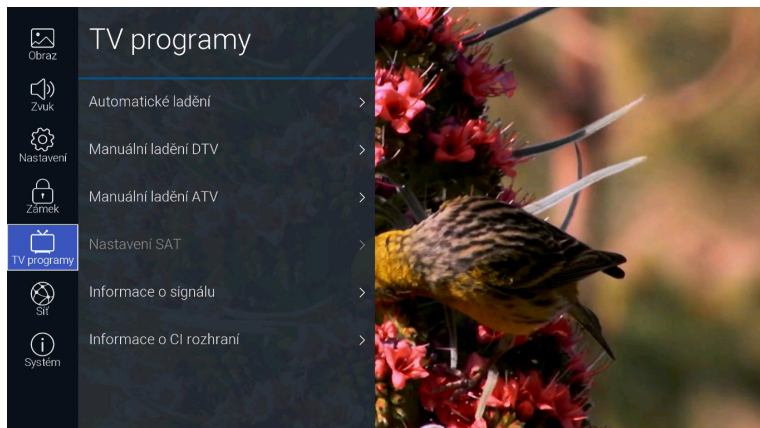 Obraz
Zvuk
Nastavení
Zámek
TV programy
Síť
Systém
TV programy
Automatické ladění
Manuální ladění DTV
Manuální ladění ATV
Nastavení SAT
Informace o signálu
Informace o CI rozhraní